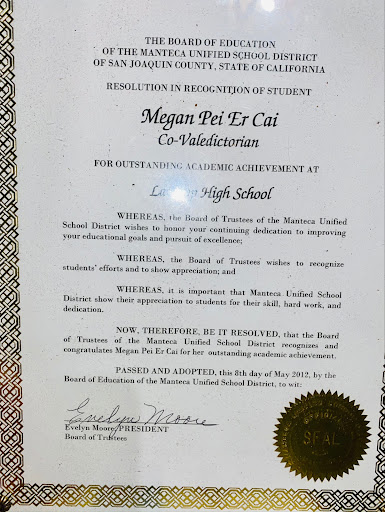 THE BOARD OF EDUCATION
OF THE MANTECA UNIFIED SCHOOL DISTRICT
OF SAN JOAQUIN COUNTY, STATE OF CALIFORNIA
RESOLUTION IN RECOGNITION OF STUDENT
Megan Pei Er Cai
Co-Valedictorian
FOR OUTSTANDING ACADEMIC ACHIEVEMENT AT
High School
WHEREAS, the Board of Trustees of the Manteca Unified
School District wishes to honor your continuing dedication to improving
your educational goals and pursuit of excellence;
WHEREAS, the Board of Trustees wishes to recognize
students' efforts and to show appreciation; and
WHEREAS, it is important that Manteca Unified School
District show their appreciation to students for their skill, hard work, and
dedication.
NOW, THEREFORE, BE IT RESOLVED, that the Board
of Trustees of the Manteca Unified School District recognizes and
congratulates Megan Pei Er Cai for her outstanding academic achievement.
PASSED AND ADOPTED, this 8th day of May 2012, by the
Board of Education of the Manteca Unified School District, to wit:
Evelyn Moore
Evelyn Moore, PRESIDENT
Board of Trustees
SEAL